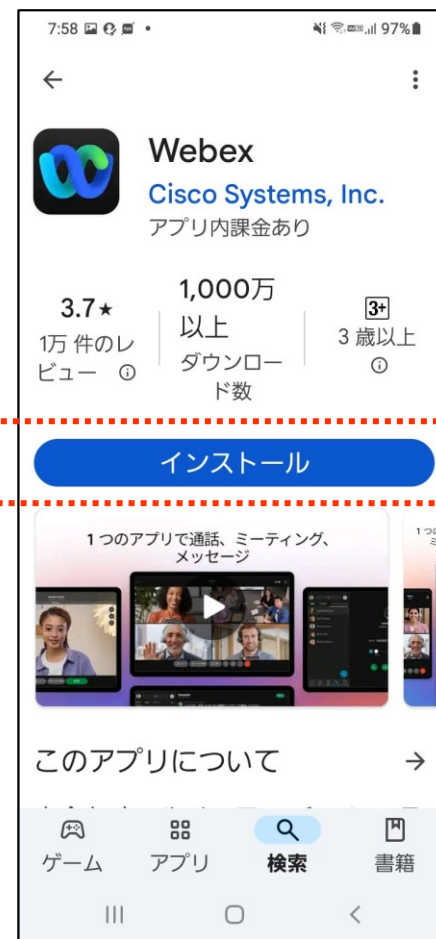 7:58
97%
Webex
Cisco Systems, Inc.
アプリ内課金あり
3.7★
1万 件のレ
ビュー
1,000万
以上
ダウンロー
ド数
3+
3 歳以上
インストール
1 つのアプリで通話、ミーティング、
メッセージ
このアプリについて
ゲーム
アプリ
検索
書籍